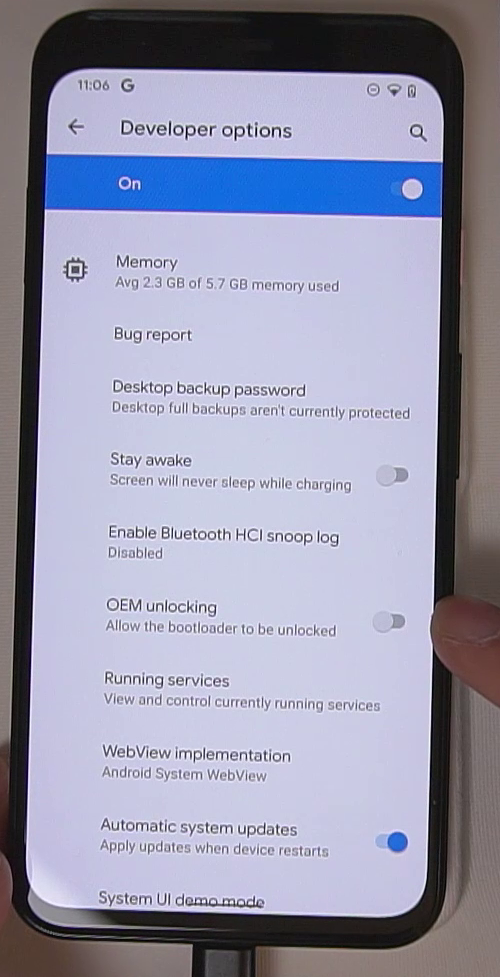 11:06 G
Developer options
On
Memory
Avg 2.3 GB of 5.7 GB memory used
Bug report
Desktop backup password
Desktop full backups aren't currently protected
Stay awake
Screen will never sleep while charging
Enable Bluetooth HCI snoop log
Disabled
OEM unlocking
Allow the bootloader to be unlocked
Running services
View and control currently running services
WebView implementation
Android System WebView
Automatic system updates
Apply updates when device restarts
System UI demo mode